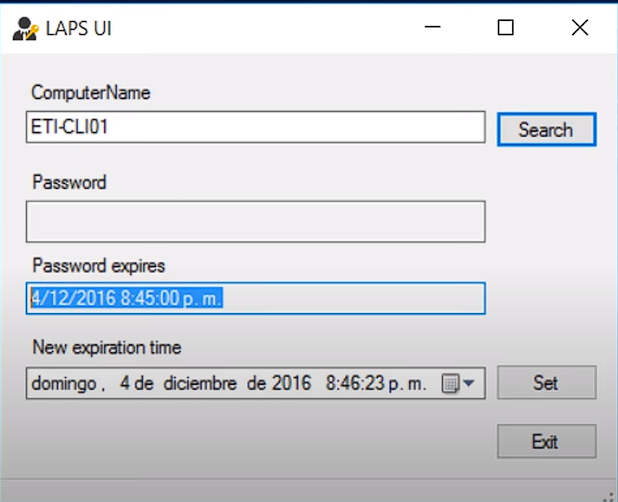 LAPS UI
ComputerName
ETI-CLI01
Search
Password
Password expires
4/12/2016 8:45:00 p. m.
New expiration time
domingo , 4 de diciembre de 2016 8:46:23 p. m.
Set
Exit